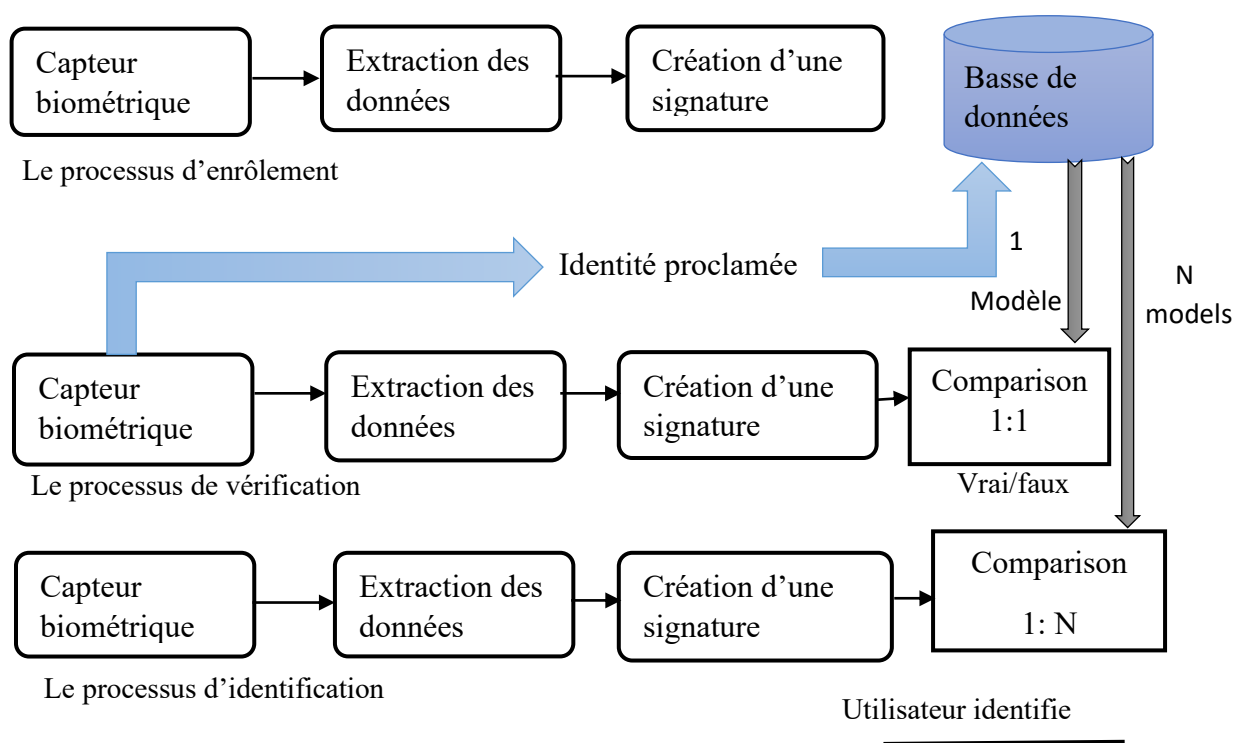 Capteur
biométrique
Extraction des
données
Création d’une
signature
Basse de
données
Le processus d’enrôlement
Identité proclamée
1
Modèle
N
models
Capteur
biométrique
Extraction des
données
Création d’une
signature
Comparison
1:1
Le processus de vérification
Vrai/faux
Capteur
biométrique
Extraction des
données
Création d’une
signature
Comparison
1: N
Le processus d’identification
Utilisateur identifie